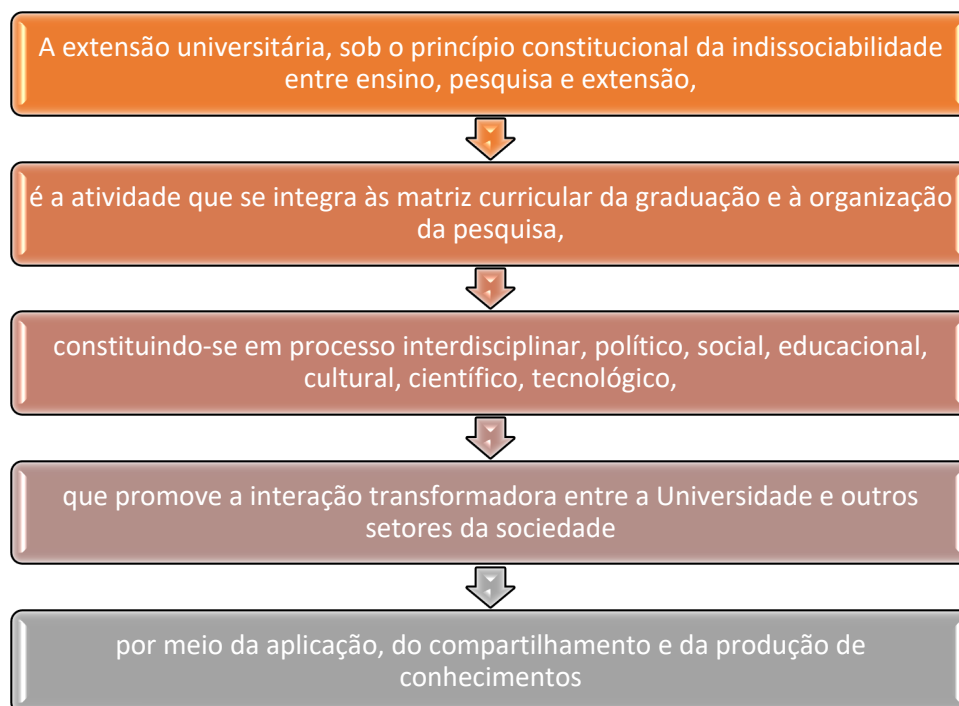 A extensão universitária, sob o princípio constitucional da indissociabilidade
entre ensino, pesquisa e extensão,
é a atividade que se integra às matriz curricular da graduação e à organização
da pesquisa,
constituindo-se em processo interdisciplinar, político, social, educacional,
cultural, científico, tecnológico,
que promove a interação transformadora entre a Universidade e outros
setores da sociedade
por meio da aplicação, do compartilhamento e da produção de
conhecimentos